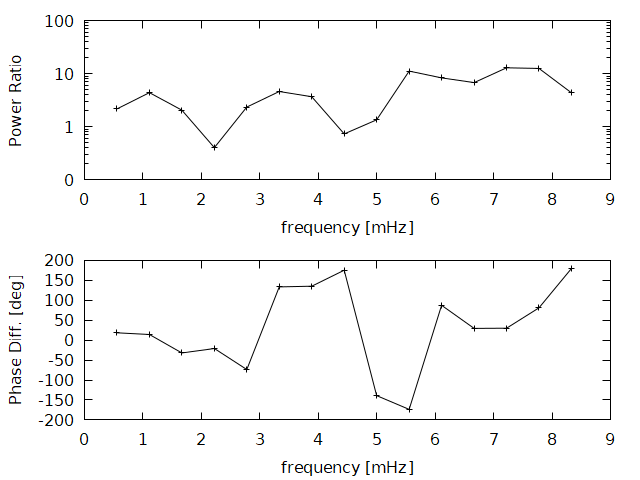 100
10
1
0
Power Ratio
0 1 2 3 4 5 6 7 8 9
frequency [mHz]
200
150
100
50
0
-50
-100
-150
-200
Phase Diff. [deg]
0 1 2 3 4 5 6 7 8 9
frequency [mHz]